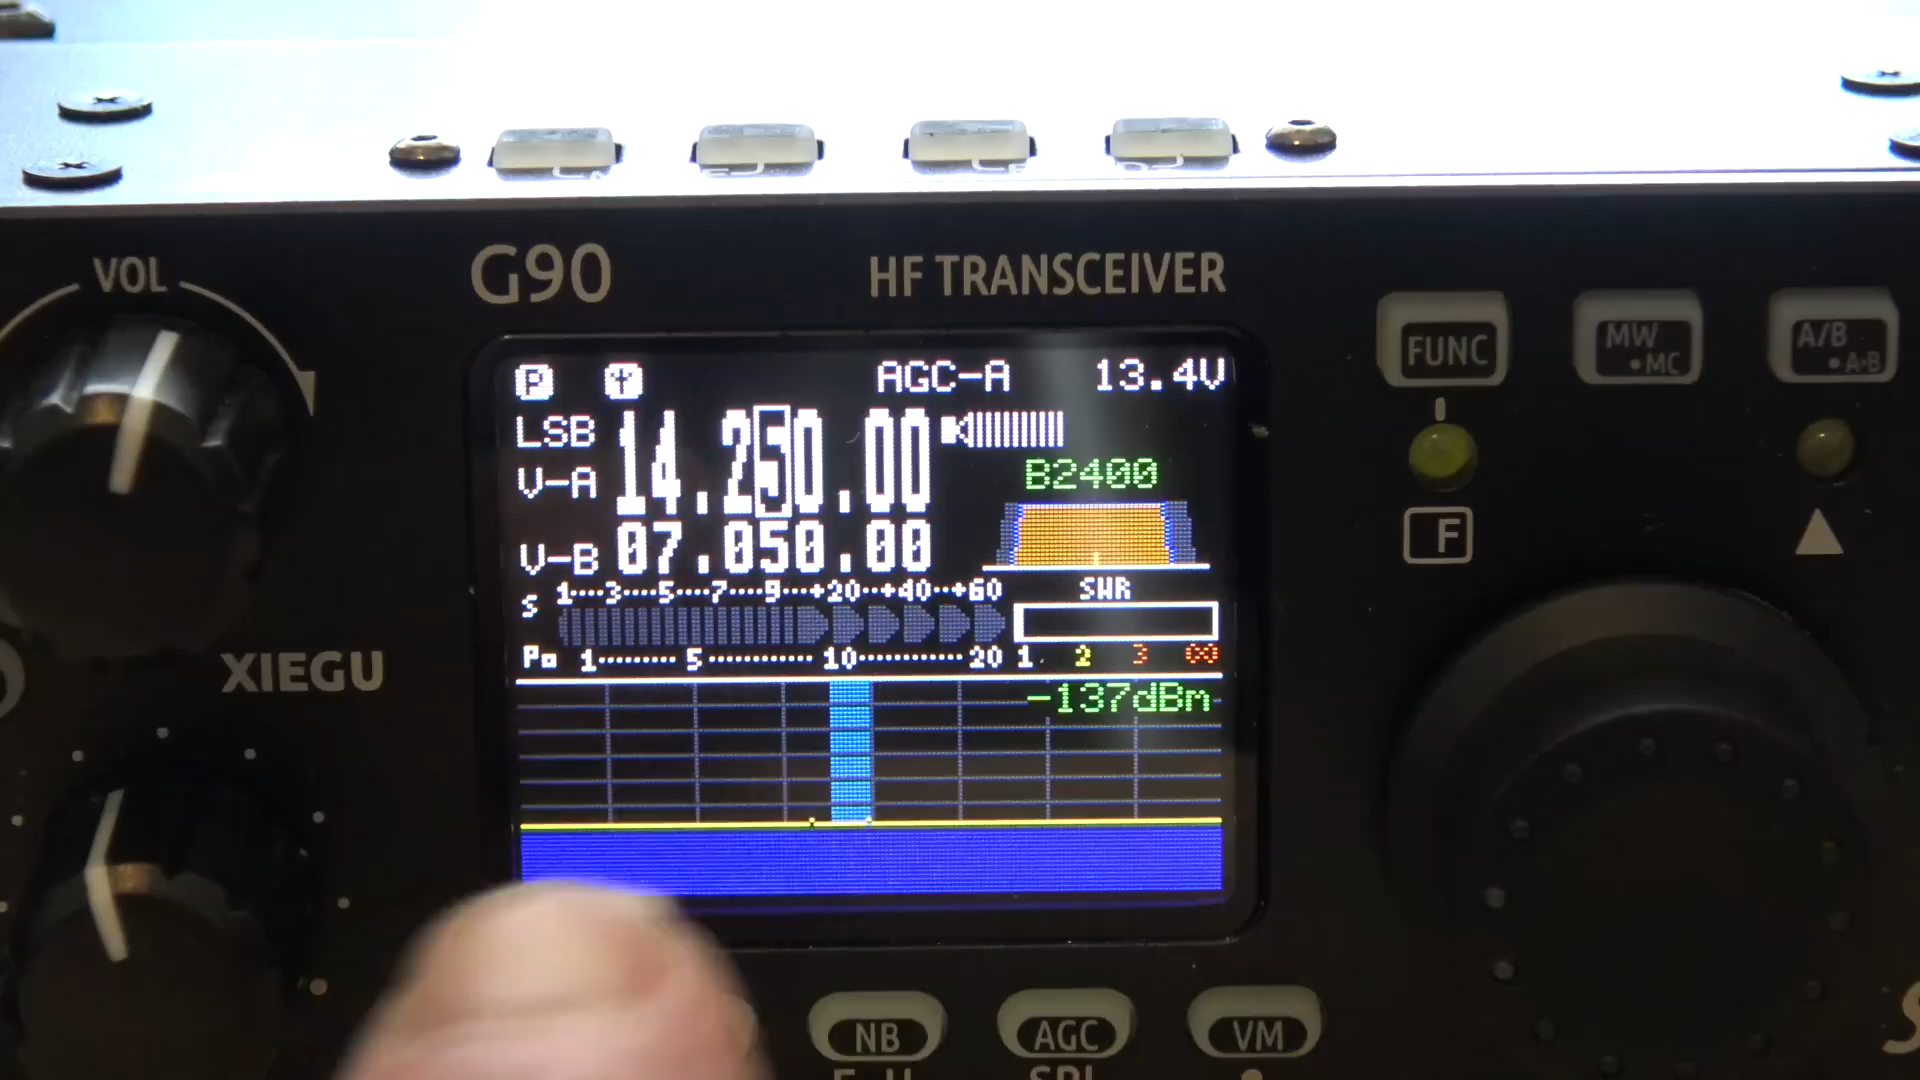 VOL
G90
HF TRANSCEIVER
FUNC
MW
•MC
A/B
•A•B
P
AGC-A
13.4V
LSB
14.250.00
V-A
B2400
V-B
07.050.00
S
1····3····5····7····9··+20··+40··+60
SWR
Po
1········5··········10··········20
1
2
3
∞
F
XIEGU
-137dBm
NB
AGC
VM